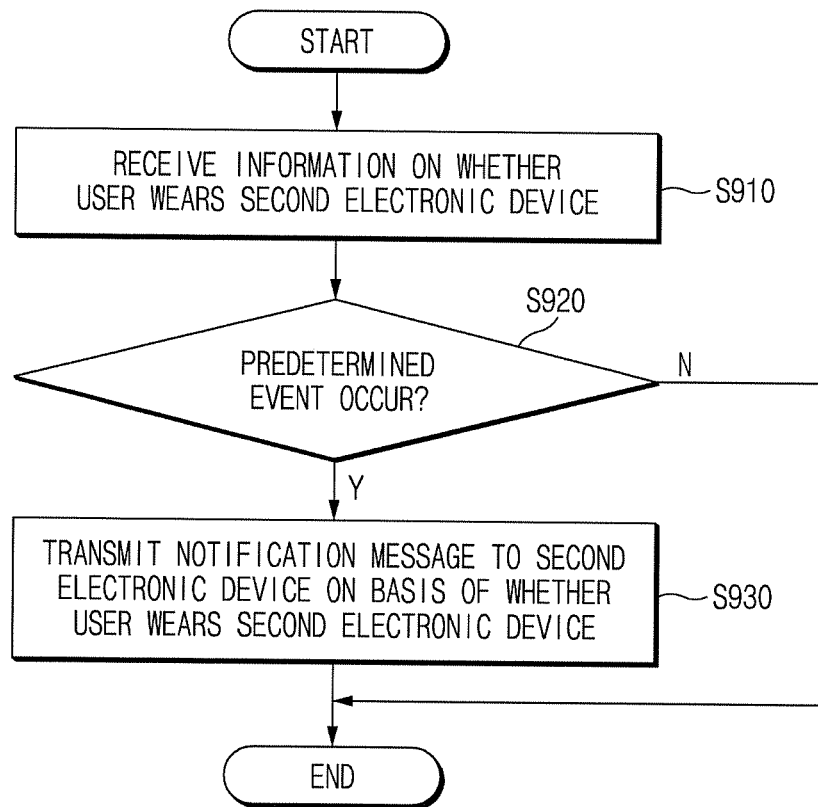 START
RECEIVE INFORMATION ON WHETHER
USER WEARS SECOND ELECTRONIC DEVICE
S910
S920
PREDETERMINED
EVENT OCCUR?
N
Y
TRANSMIT NOTIFICATION MESSAGE TO SECOND
ELECTRONIC DEVICE ON BASIS OF WHETHER
USER WEARS SECOND ELECTRONIC DEVICE
S930
END